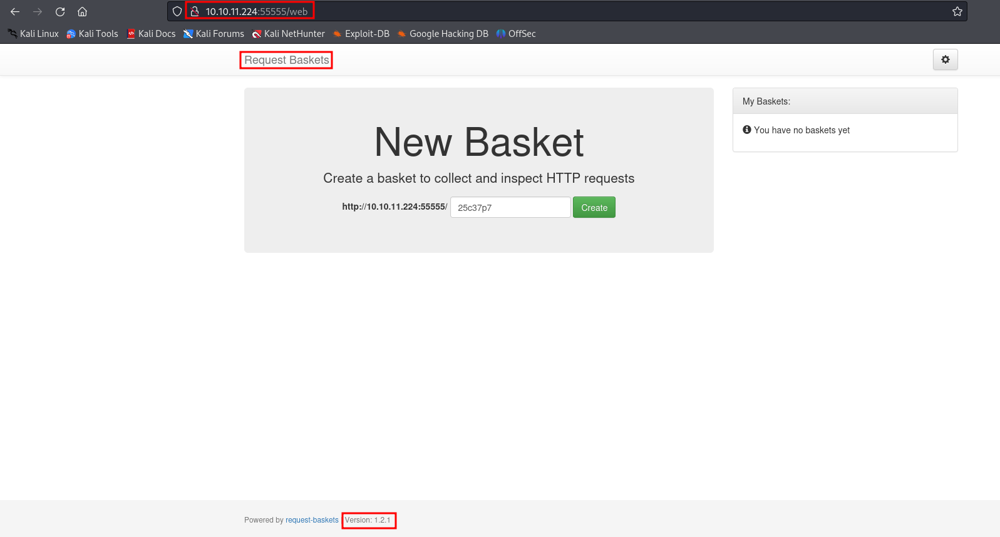 10.10.11.224:55555/web
Kali Linux Kali Tools Kali Docs Kali Forums Kali NetHunter Exploit-DB Google Hacking DB OffSec
Request Baskets
New Basket
Create a basket to collect and inspect HTTP requests
http://10.10.11.224:55555/ 25c37p7 Create
My Baskets:
You have no baskets yet
Powered by request-baskets Version: 1.2.1